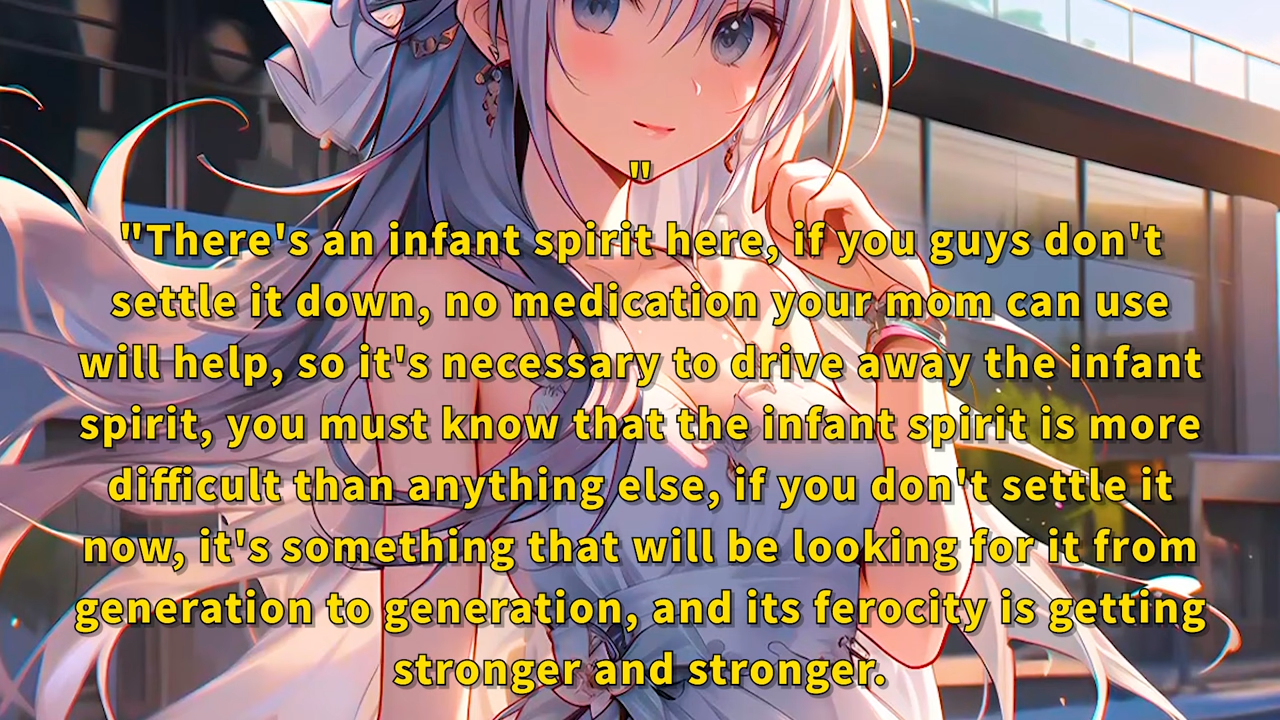 "
"There's an infant spirit here, if you guys don't
settle it down, no medication your mom can use
will help, so it's necessary to drive away the infant
spirit, you must know that the infant spirit is more
difficult than anything else, if you don't settle it
now, it's something that will be looking for it from
generation to generation, and its ferocity is getting
stronger and stronger.